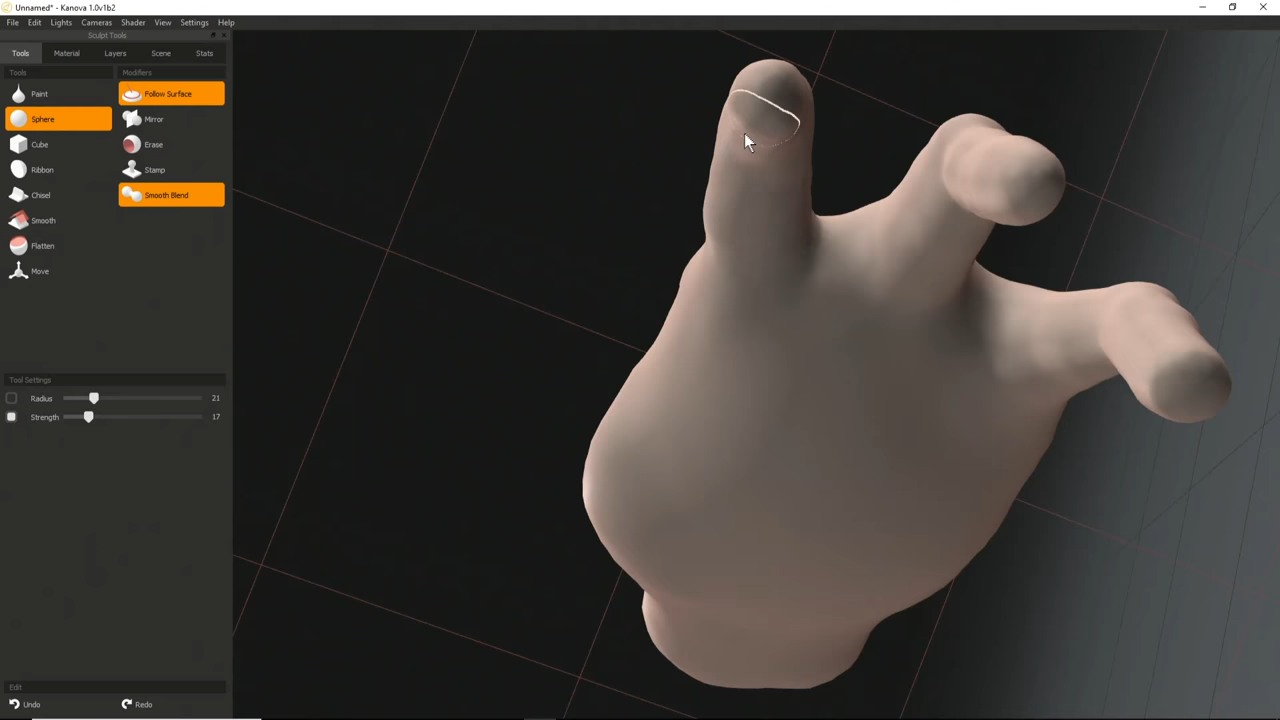 Unnamed* - Kanova 1.0v1b2
File Edit Lights Cameras Shader View Settings Help
Sculpt Tools
Tools Material Layers Scene Stats
Tools Modifiers
Paint Follow Surface
Sphere Mirror
Cube Erase
Ribbon Stamp
Chisel Smooth Blend
Smooth
Flatten
Move
Tool Settings
Radius 21
Strength 17
Edit
Undo Redo